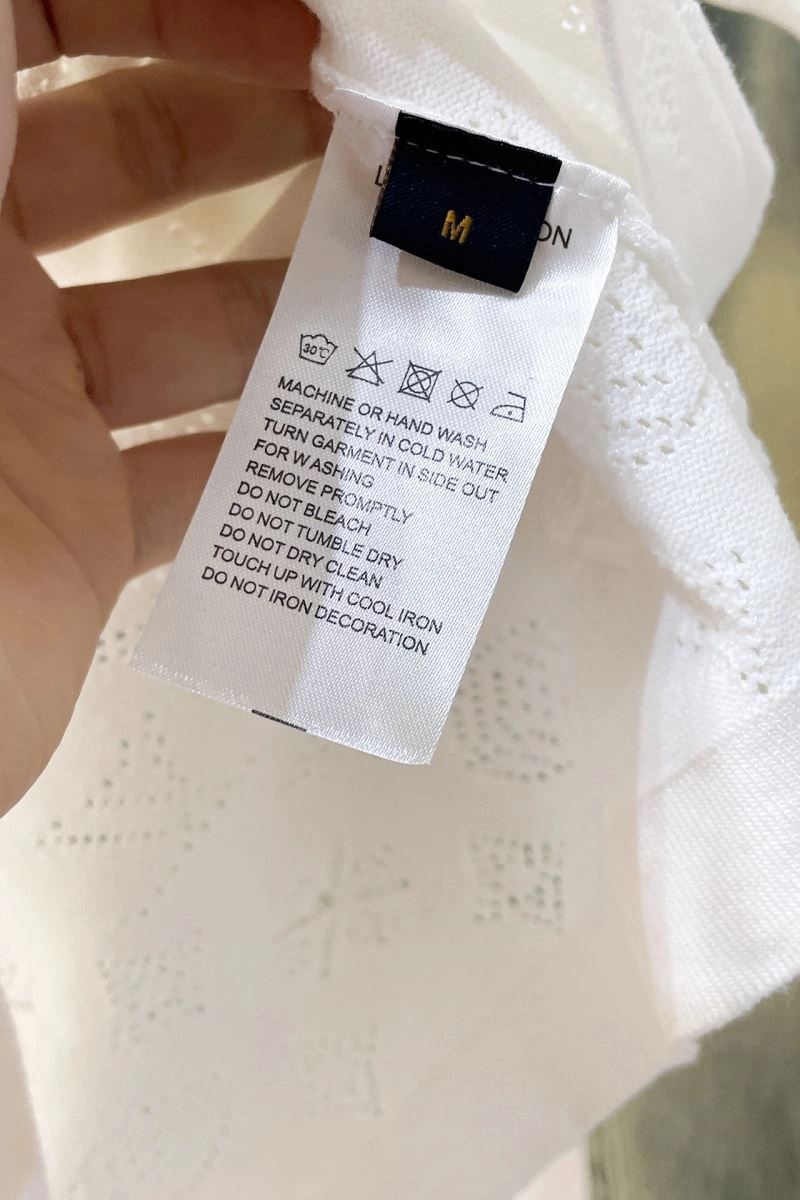 M
L
ON
30℃
MACHINE OR HAND WASH
SEPARATELY IN COLD WATER
TURN GARMENT IN SIDE OUT
FOR WASHING
REMOVE PROMPTLY
DO NOT BLEACH
DO NOT TUMBLE DRY
DO NOT DRY CLEAN
TOUCH UP WITH COOL IRON
DO NOT IRON DECORATION